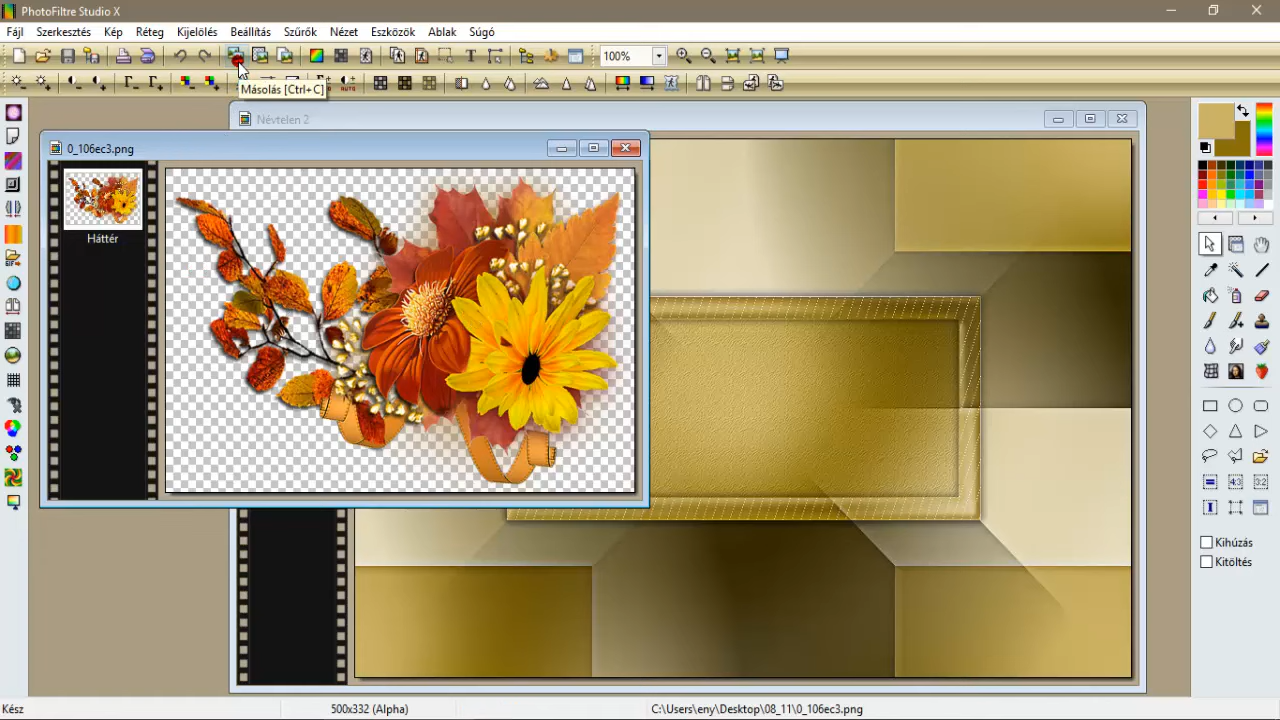 PhotoFiltre Studio X
Fájl Szerkesztés Kép Réteg Kijelölés Beállítás Szűrők Nézet Eszközök Ablak Súgó
100%
Másolás [Ctrl+C]
Névtelen 2
0_106ec3.png
Háttér
Kihúzás
Kitöltés
Kész 500x332 (Alpha) C:\Users\eny\Desktop\08_11\0_106ec3.png